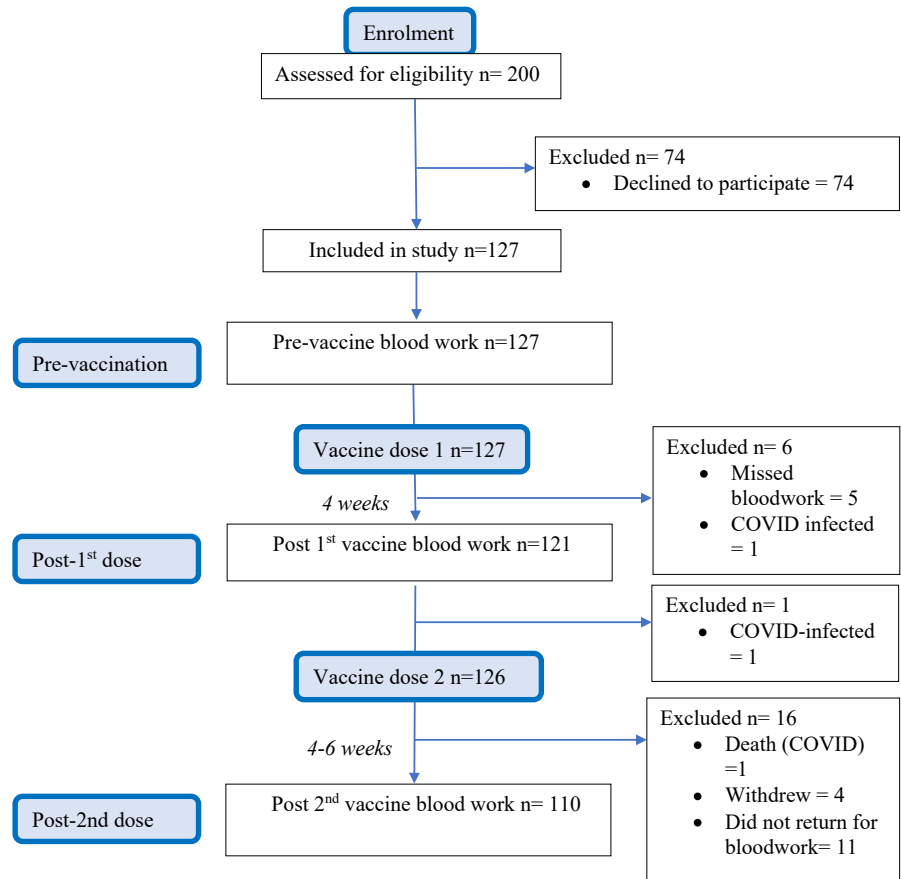 Enrolment
Assessed for eligibility n= 200
Excluded n= 74
• Declined to participate = 74
Included in study n=127
Pre-vaccination
Pre-vaccine blood work n=127
Vaccine dose 1 n=127
Excluded n= 6
• Missed
bloodwork = 5
• COVID infected
= 1
4 weeks
Post-1st dose
Post 1st vaccine blood work n=121
Excluded n= 1
• COVID-infected
= 1
Vaccine dose 2 n=126
Excluded n= 16
• Death (COVID)
=1
• Withdrew = 4
• Did not return for
bloodwork= 11
4-6 weeks
Post-2nd dose
Post 2nd vaccine blood work n= 110